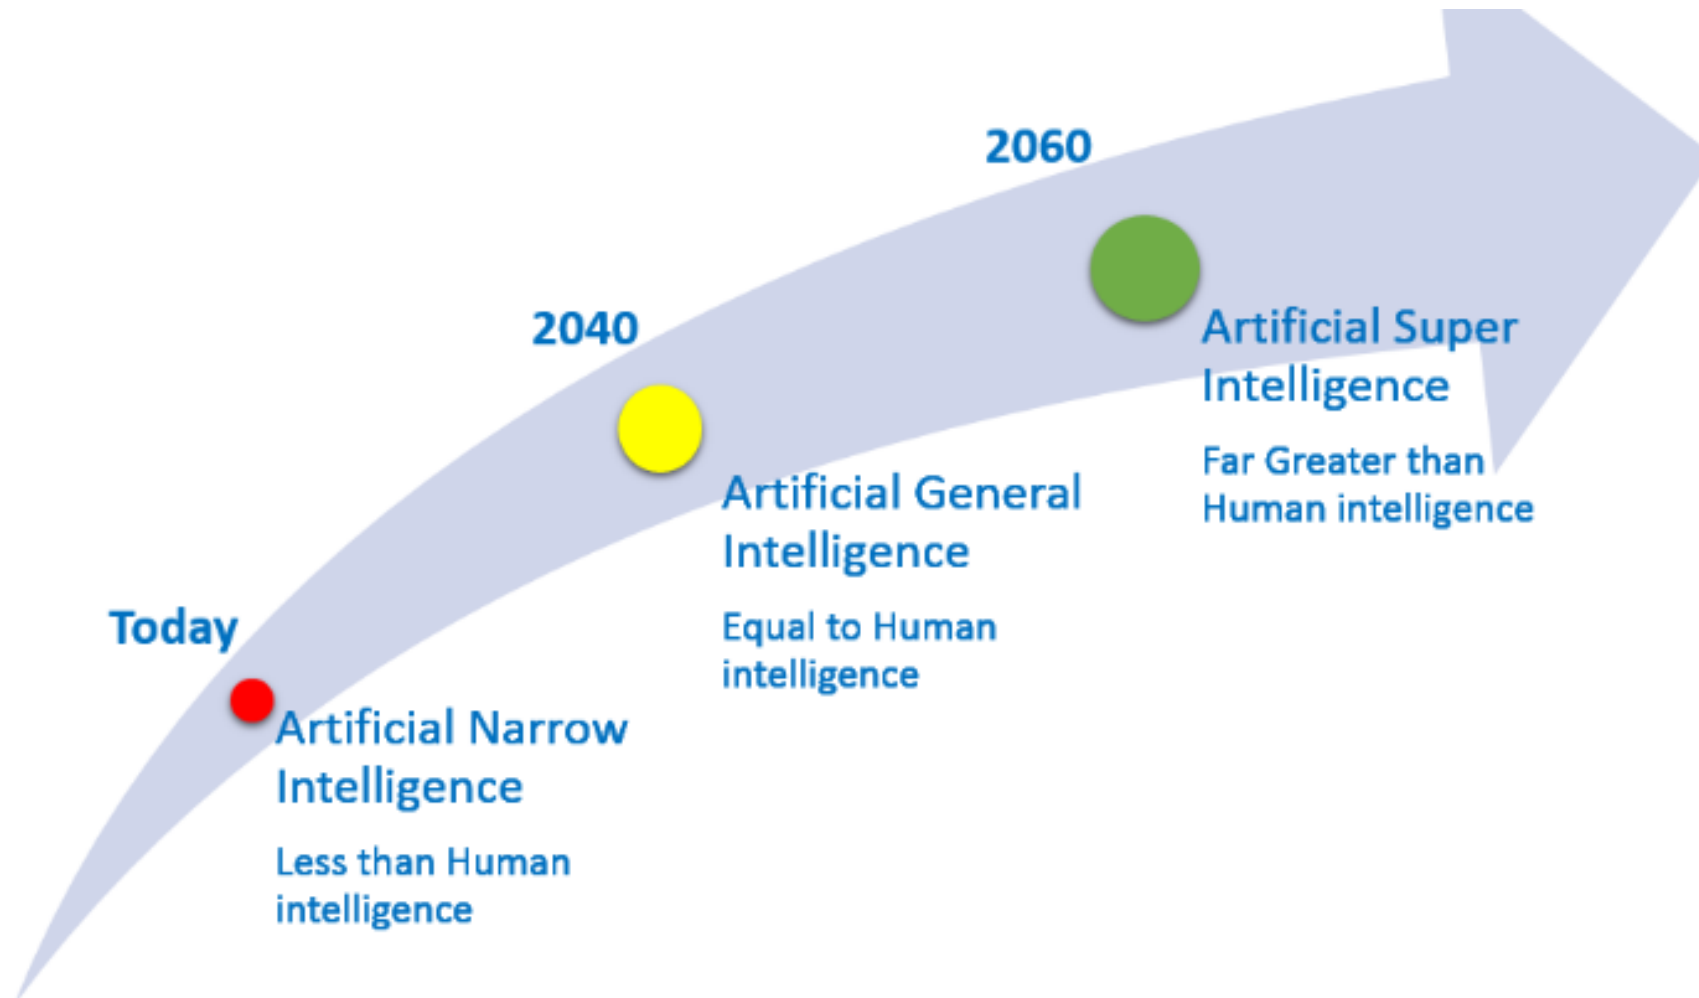 Today
Artificial Narrow
Intelligence
Less than Human
intelligence
2040
Artificial General
Intelligence
Equal to Human
intelligence
2060
Artificial Super
Intelligence
Far Greater than
Human intelligence